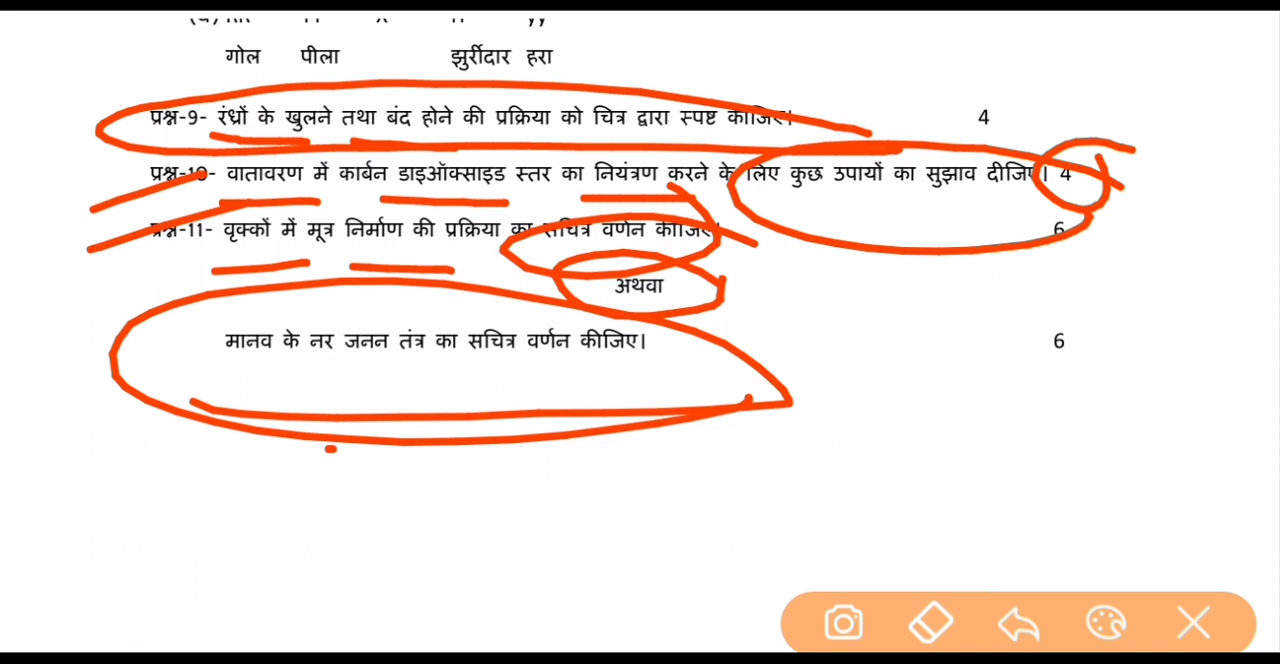 गोल पीला झुर्रीदार हरा
प्रश्न-9- रंध्रों के खुलने तथा बंद होने की प्रक्रिया को चित्र द्वारा स्पष्ट कीजिए। 4
प्रश्न-10- वातावरण में कार्बन डाइऑक्साइड स्तर का नियंत्रण करने के लिए कुछ उपायों का सुझाव दीजिए। 4
प्रश्न-11- वृक्कों में मूत्र निर्माण की प्रक्रिया का सचित्र वर्णन कीजिए। 6
अथवा
मानव के नर जनन तंत्र का सचित्र वर्णन कीजिए। 6